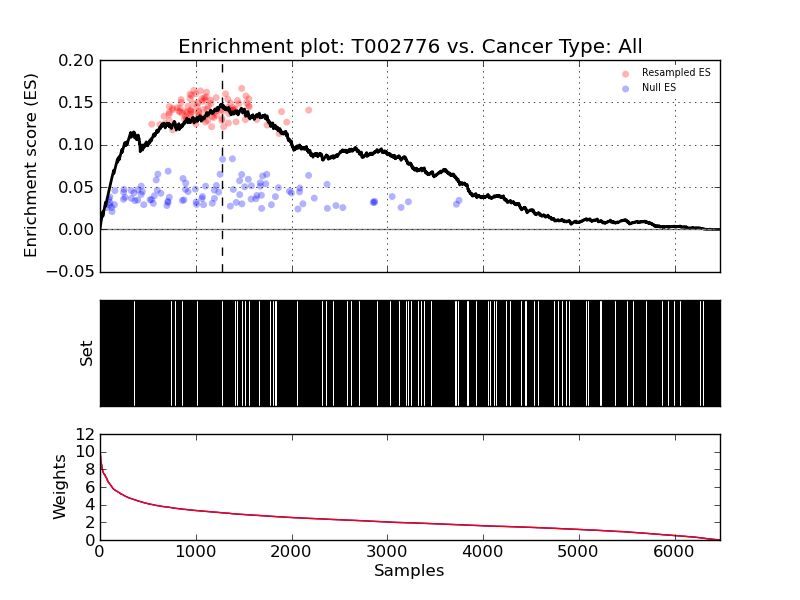 Enrichment plot: T002776 vs. Cancer Type: All
Enrichment score (ES)
0.20
0.15
0.10
0.05
0.00
−0.05
Resampled ES
Null ES
Set
Weights
12
10
8
6
4
2
0
0 1000 2000 3000 4000 5000 6000
Samples